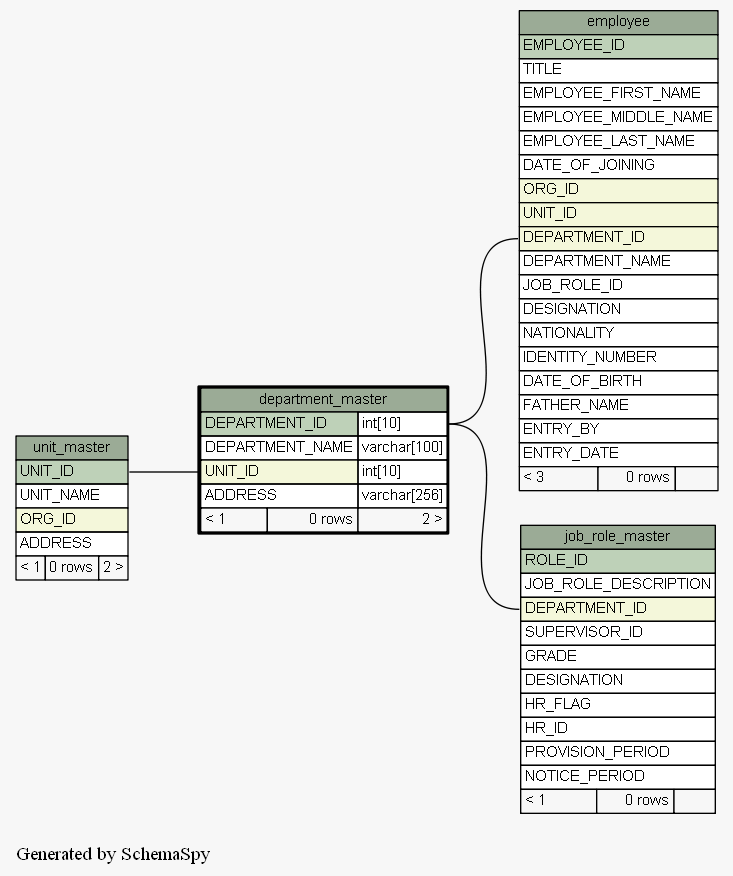 employee
EMPLOYEE_ID
TITLE
EMPLOYEE_FIRST_NAME
EMPLOYEE_MIDDLE_NAME
EMPLOYEE_LAST_NAME
DATE_OF_JOINING
ORG_ID
UNIT_ID
DEPARTMENT_ID
DEPARTMENT_NAME
JOB_ROLE_ID
DESIGNATION
NATIONALITY
IDENTITY_NUMBER
DATE_OF_BIRTH
FATHER_NAME
ENTRY_BY
ENTRY_DATE
< 3 0 rows
department_master
DEPARTMENT_ID int[10]
DEPARTMENT_NAME varchar[100]
UNIT_ID int[10]
ADDRESS varchar[256]
< 1 0 rows 2 >
unit_master
UNIT_ID
UNIT_NAME
ORG_ID
ADDRESS
< 1 0 rows 2 >
job_role_master
ROLE_ID
JOB_ROLE_DESCRIPTION
DEPARTMENT_ID
SUPERVISOR_ID
GRADE
DESIGNATION
HR_FLAG
HR_ID
PROVISION_PERIOD
NOTICE_PERIOD
< 1 0 rows
Generated by SchemaSpy